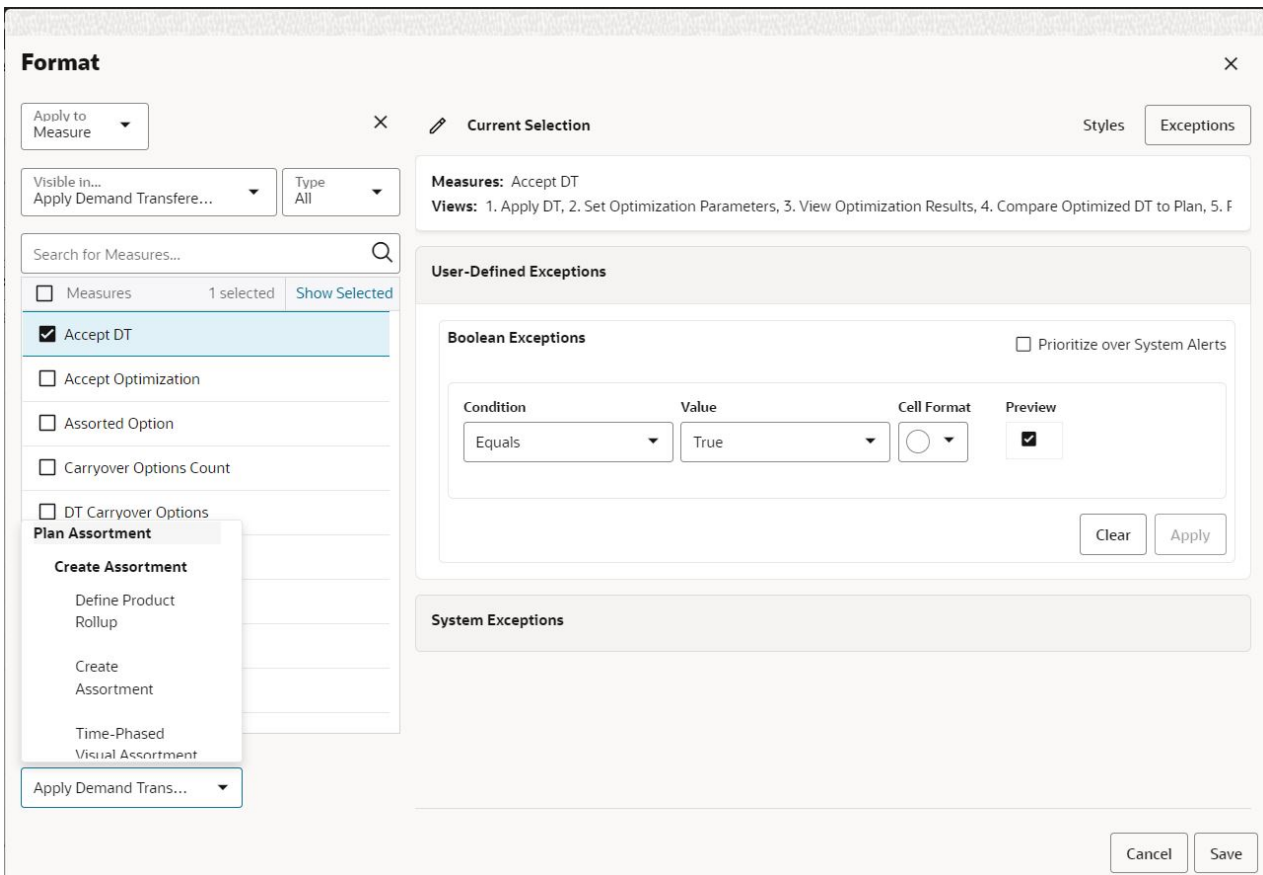 Format
Apply to
Measure
Visible in...
Apply Demand Transfere...
Type
All
Search for Measures...
Measures 1 selected Show Selected
Accept DT
Accept Optimization
Assorted Option
Carryover Options Count
DT Carryover Options
Plan Assortment
Create Assortment
Define Product
Rollup
Create
Assortment
Time-Phased
Visual Assortment
Apply Demand Trans...
Current Selection
Styles
Exceptions
Measures: Accept DT
Views: 1. Apply DT, 2. Set Optimization Parameters, 3. View Optimization Results, 4. Compare Optimized DT to Plan, 5.
User-Defined Exceptions
Boolean Exceptions
Prioritize over System Alerts
Condition Value Cell Format Preview
Equals True
Clear Apply
System Exceptions
Cancel Save